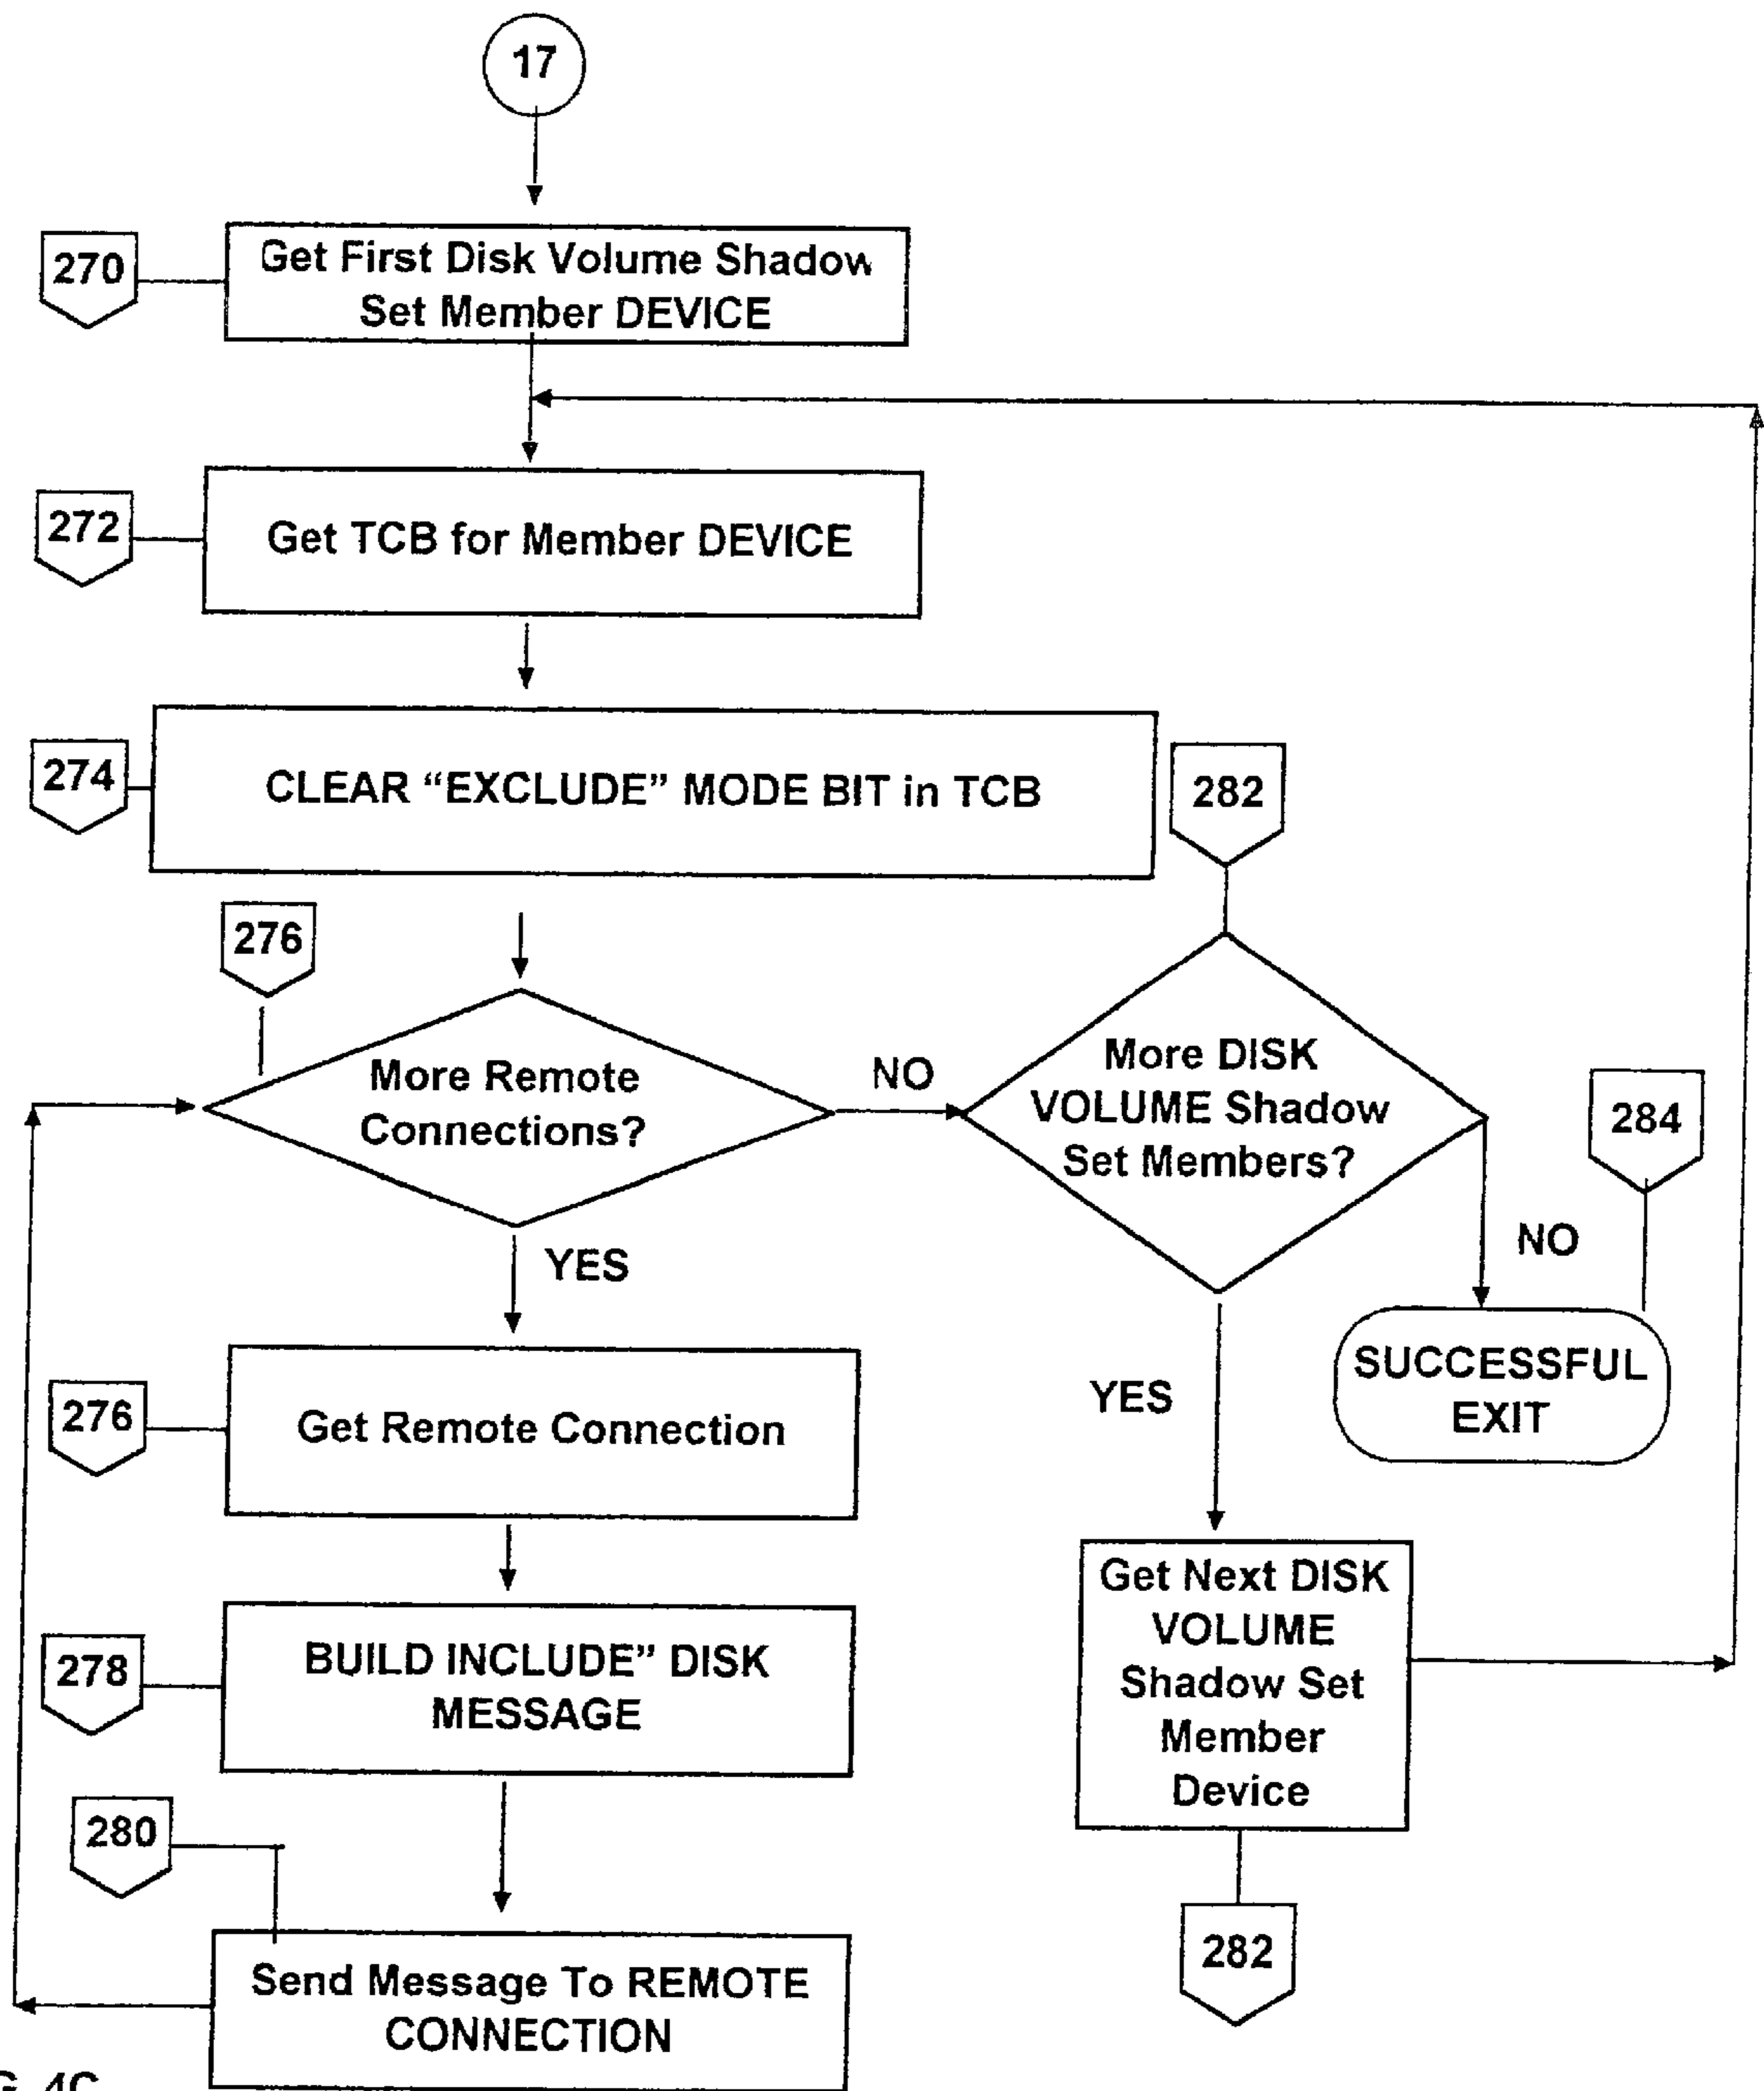 17
270
Get First Disk Volume Shadow
Set Member DEVICE
272
Get TCB for Member DEVICE
274
CLEAR “EXCLUDE” MODE BIT in TCB
282
276
More Remote
Connections?
NO
More DISK
VOLUME Shadow
Set Members?
284
NO
YES
SUCCESSFUL
EXIT
YES
276
Get Remote Connection
Get Next DISK
VOLUME
Shadow Set
Member
Device
278
BUILD INCLUDE” DISK
MESSAGE
280
282
Send Message To REMOTE
CONNECTION
4C